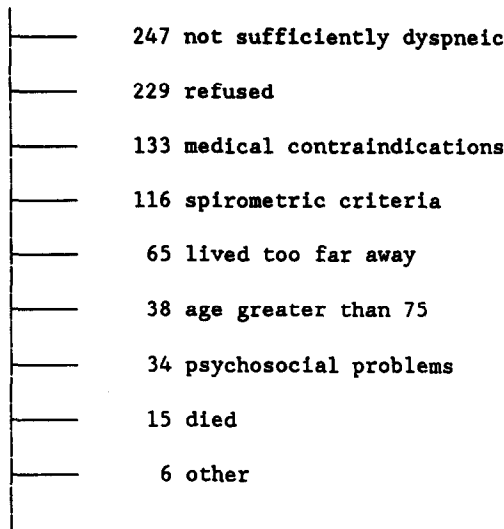 247 not sufficiently dyspneic
229 refused
133 medical contraindications
116 spirometric criteria
65 lived too far away
38 age greater than 75
34 psychosocial problems
15 died
6 other